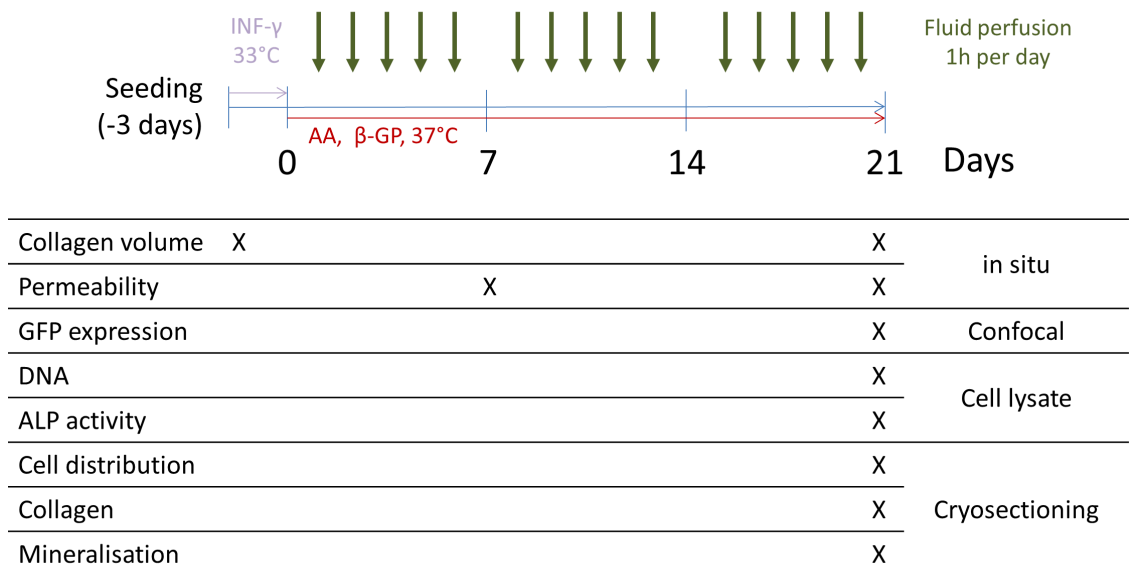 INF-γ
33°C
Fluid perfusion
1h per day
Seeding
(-3 days)
AA, β-GP, 37°C
0 7 14 21 Days
Collagen volume X X
in situ
Permeability X X
GFP expression X Confocal
DNA X
Cell lysate
ALP activity X
Cell distribution X
Collagen X Cryosectioning
Mineralisation X